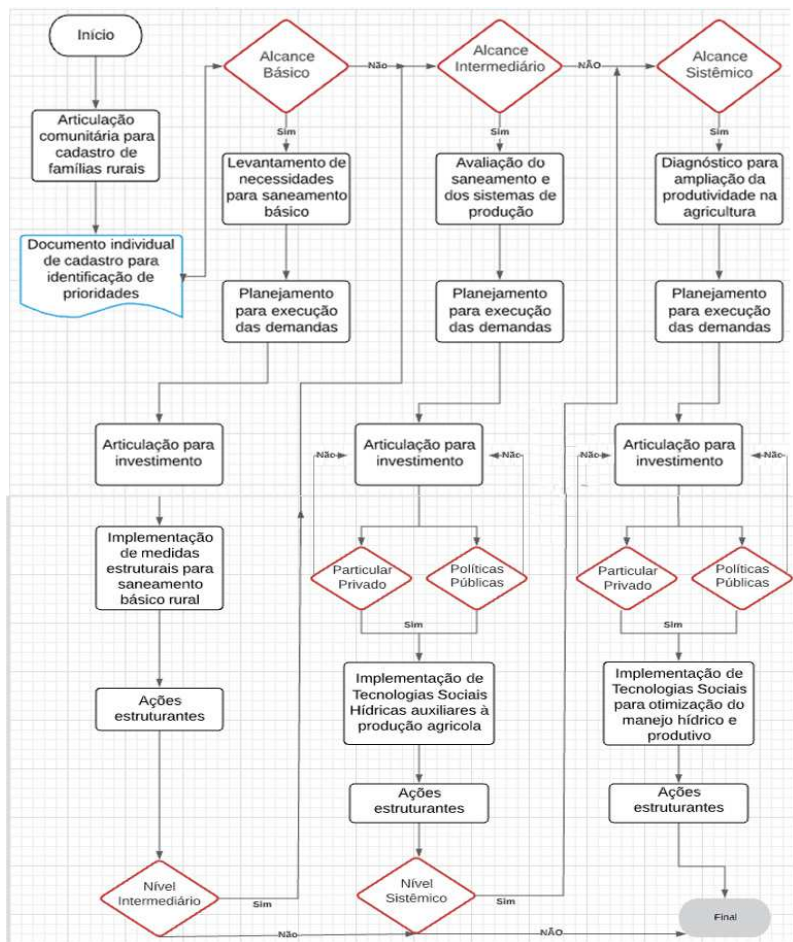 Início
Articulação
comunitária para
cadastro de
famílias rurais
Documento individual
de cadastro para
identificação de
prioridades
Alcance
Básico
Não
Sim
Levantamento de
necessidades
para saneamento
básico
Planejamento
para execução
das demandas
Articulação para
investimento
Implementação
de medidas
estruturais para
saneamento
básico rural
Ações
estruturantes
Nível
Intermediário
Sim
Não
Alcance
Intermediário
NÃO
Sim
Avaliação do
saneamento e
dos sistemas de
produção
Planejamento
para execução
das demandas
Articulação para
investimento
Não
Não
Particular
Privado
Políticas
Públicas
Sim
Implementação de
Tecnologias Sociais
Hídricas auxiliares à
produção agricola
Ações
estruturantes
Nível
Sistêmico
Sim
NÃO
Alcance
Sistêmico
Sim
Diagnóstico para
ampliação da
produtividade na
agricultura
Planejamento
para execução
das demandas
Articulação para
investimento
Não
Não
Particular
Privado
Políticas
Públicas
Sim
Implementação de
Tecnologias Sociais
para otimização do
manejo hídrico e
produtivo
Ações
estruturantes
Final